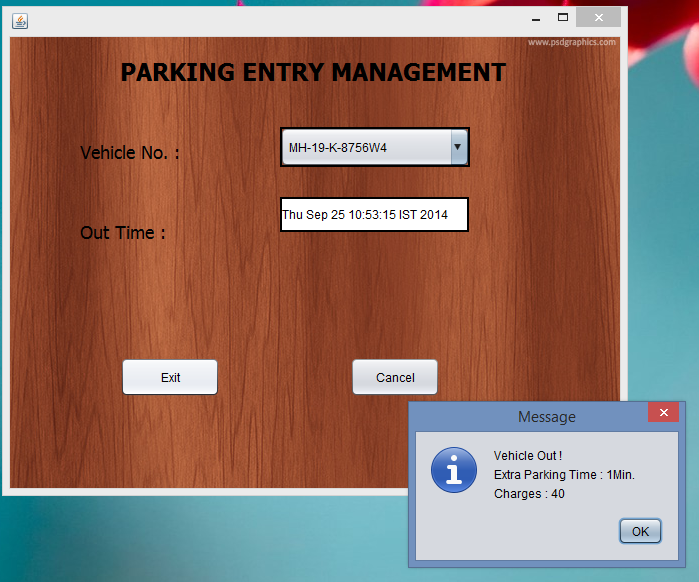 www.psdgraphics.com
PARKING ENTRY MANAGEMENT
Vehicle No. :
MH-19-K-8756W4
Out Time :
Thu Sep 25 10:53:15 IST 2014
Exit
Cancel
Message
Vehicle Out !
Extra Parking Time : 1Min.
Charges : 40
OK